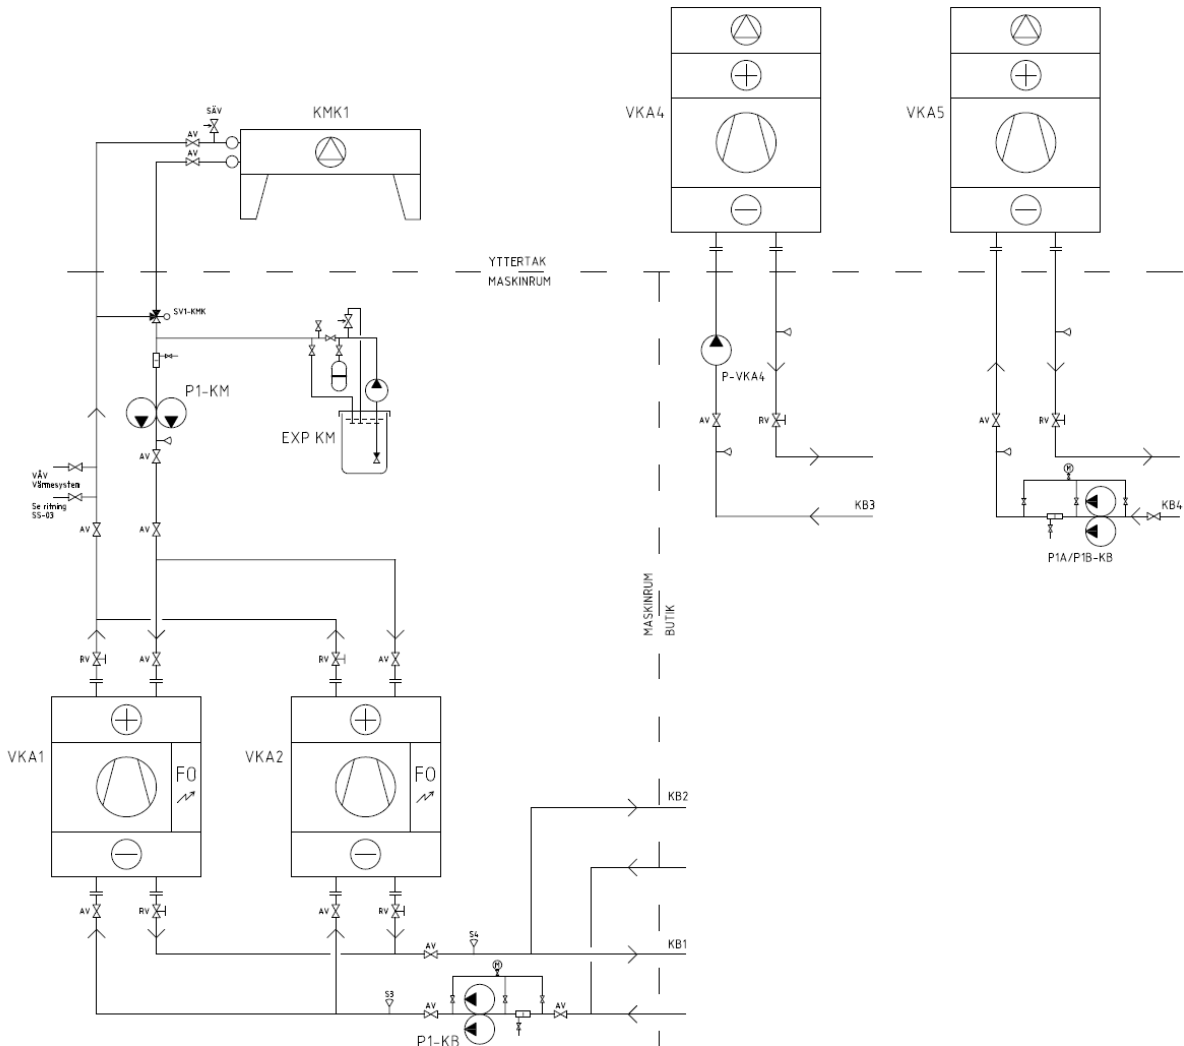 VKA4
VKA5
SÄV
KMK1
AV
AV
YTTERTAK
MASKINRUM
SV1-KMK
P1-KM
P-VKA4
EXP KM
AV
RV
AV
RV
AV
VÅV
Värmesystem
Se ritning
SS-03
AV
AV
M
KB3
KB4
P1A/P1B-KB
MASKINRUM
BUTIK
RV
AV
RV
AV
VKA1
FO
VKA2
FO
KB2
AV
RV
AV
RV
S4
AV
KB1
M
S3
AV
AV
P1-KB